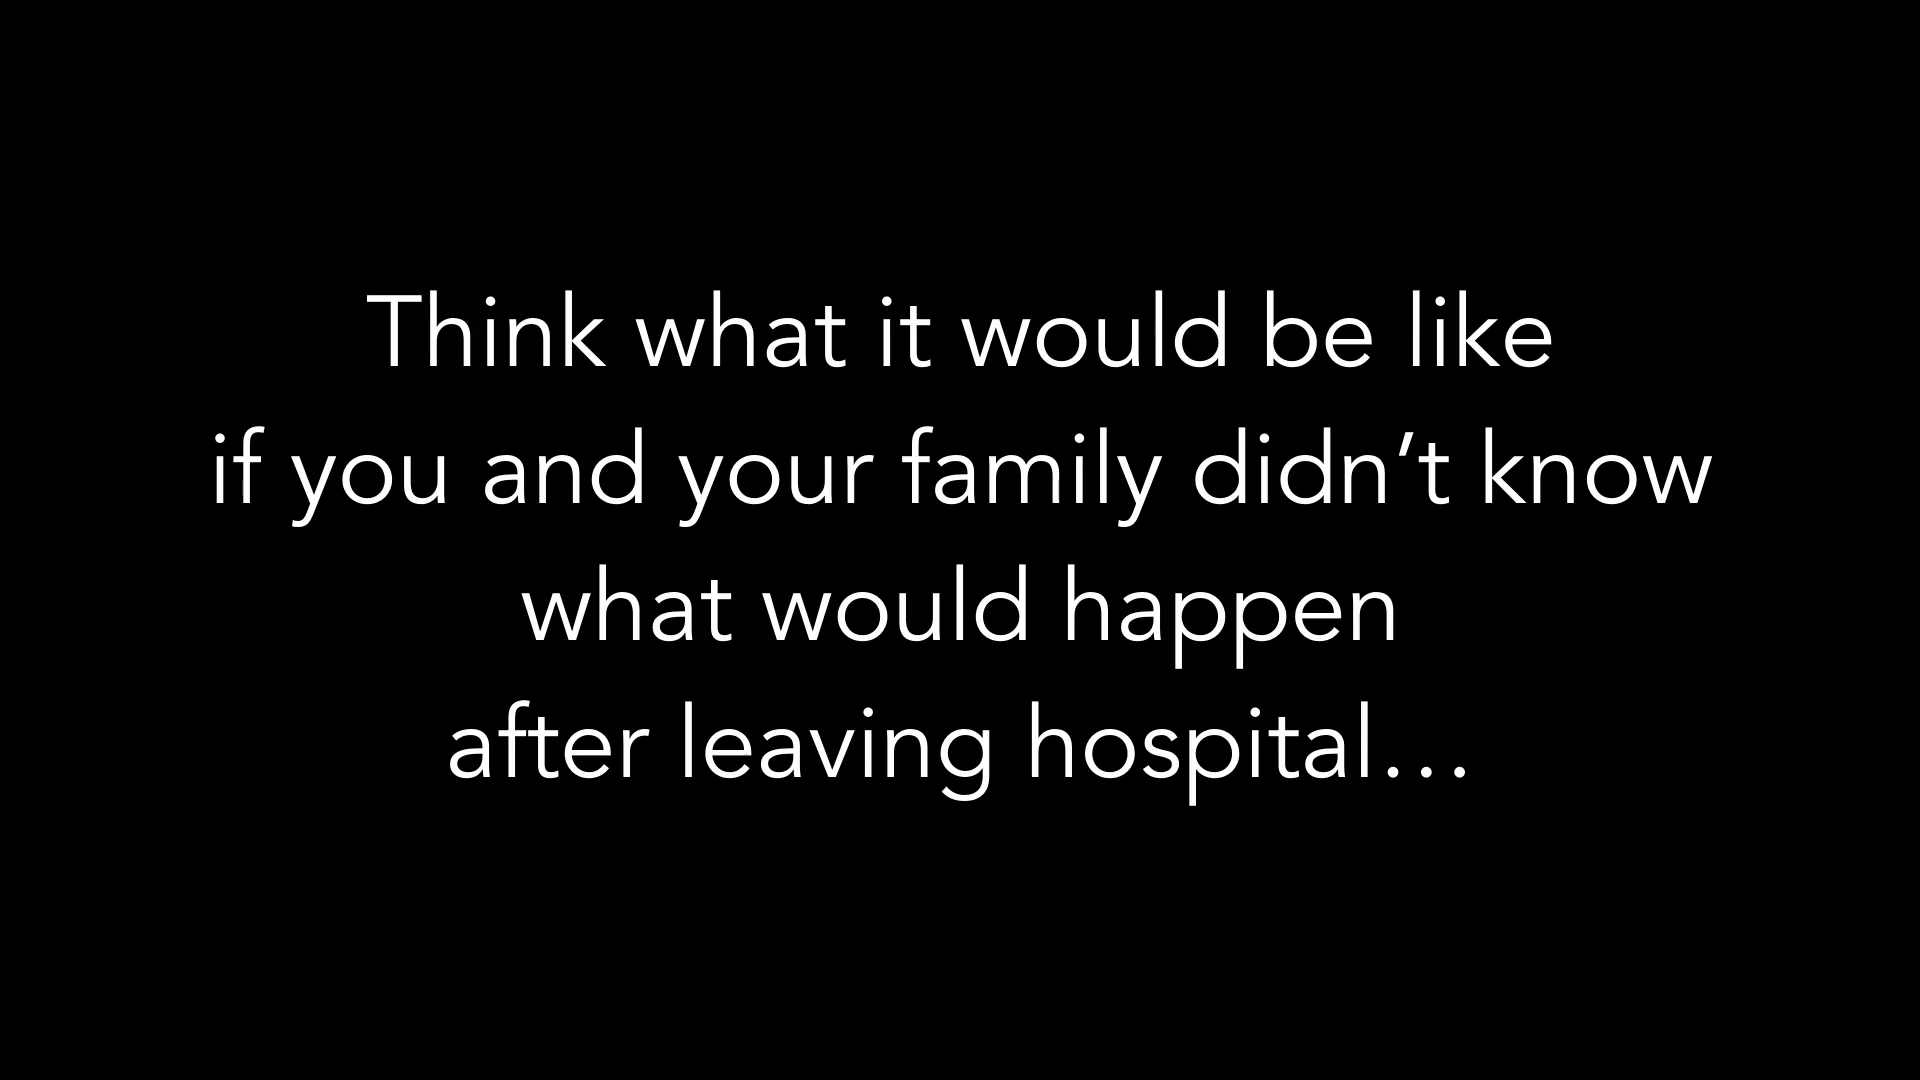 Think what it would be like
if you and your family didn’t know
what would happen
after leaving hospital…